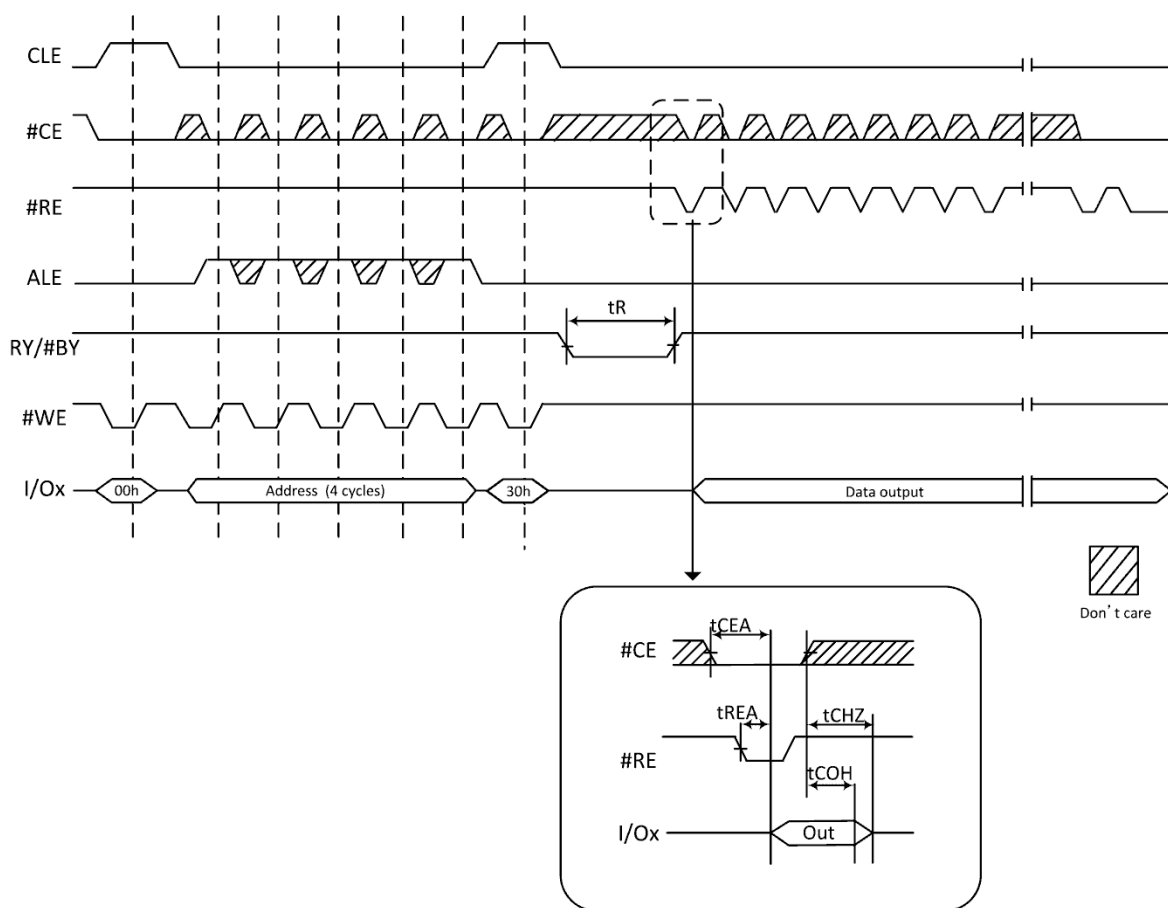 CLE
#CE
#RE
ALE
tR
RY/#BY
#WE
I/Ox
00h
Address (4 cycles)
30h
Data output
Don't care
tCEA
#CE
tREA
tCHZ
#RE
tCOH
I/Ox
Out